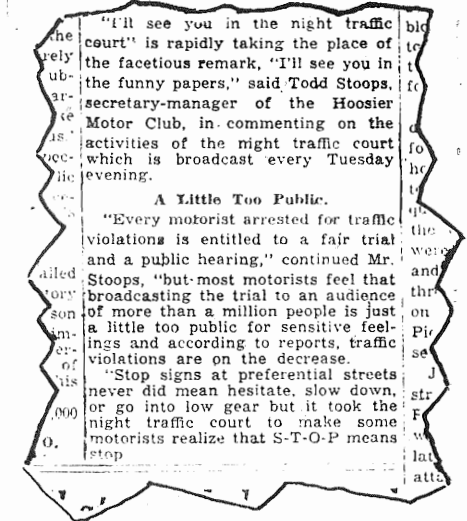 "I'll see you in the night traffic
court" is rapidly taking the place of
the facetious remark, "I'll see you in
the funny papers," said Todd Stoops,
secretary-manager of the Hoosier
Motor Club, in commenting on the
activities of the night traffic court
which is broadcast every Tuesday
evening.
A Little Too Public.
"Every motorist arrested for traffic
violations is entitled to a fair trial
and a public hearing," continued Mr.
Stoops, "but most motorists feel that
broadcasting the trial to an audience
of more than a million people is just
a little too public for sensitive feel-
ings and according to reports, traffic
violations are on the decrease.
"Stop signs at preferential streets
never did mean hesitate, slow down,
or go into low gear but it took the
night traffic court to make some
motorists realize that S-T-O-P means
stop